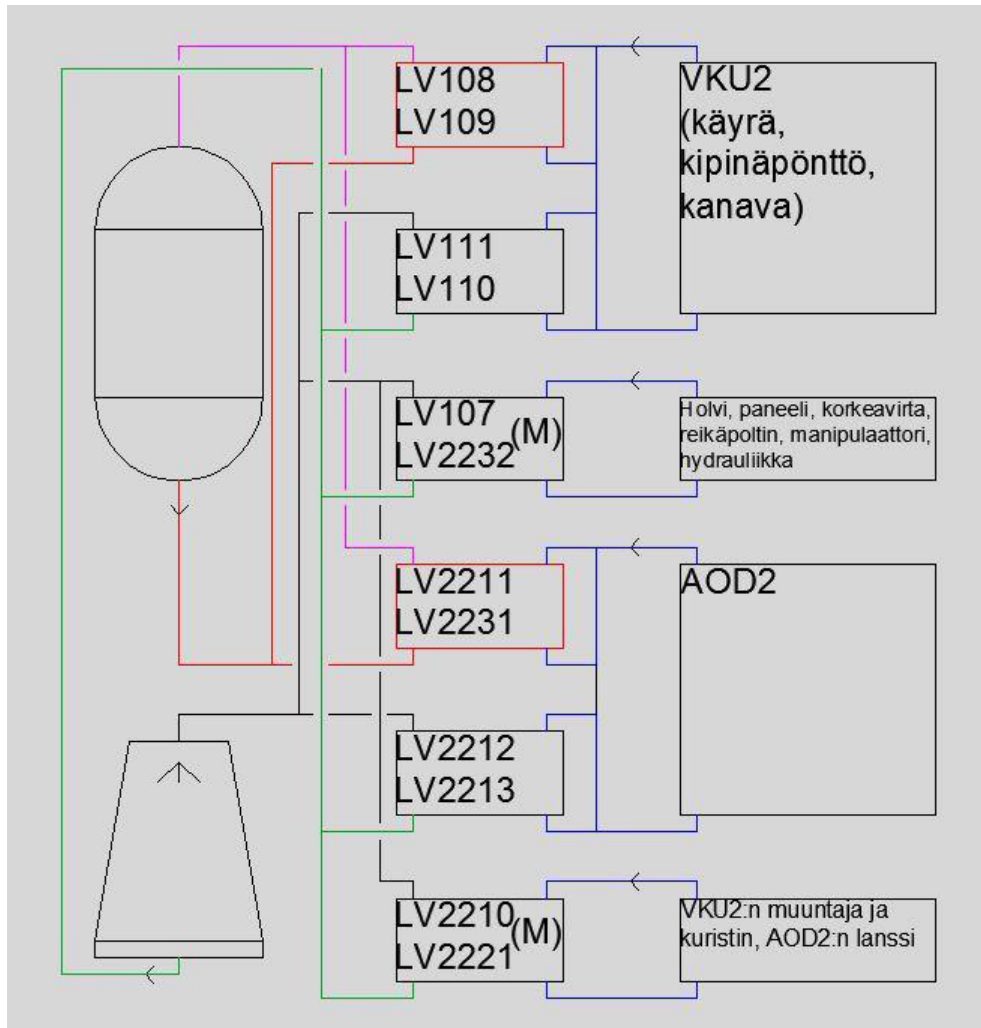 LV108
LV109
VKU2
(käyrä,
kipinäpönttö,
kanava)
LV111
LV110
LV107
LV2232
(M)
Holvi, paneeli, korkeavirta,
reikäpoltin, manipulaattori,
hydrauliikka
LV2211
LV2231
AOD2
LV2212
LV2213
LV2210
LV2221
(M)
VKU2:n muuntaja ja
kuristin, AOD2:n lanssi